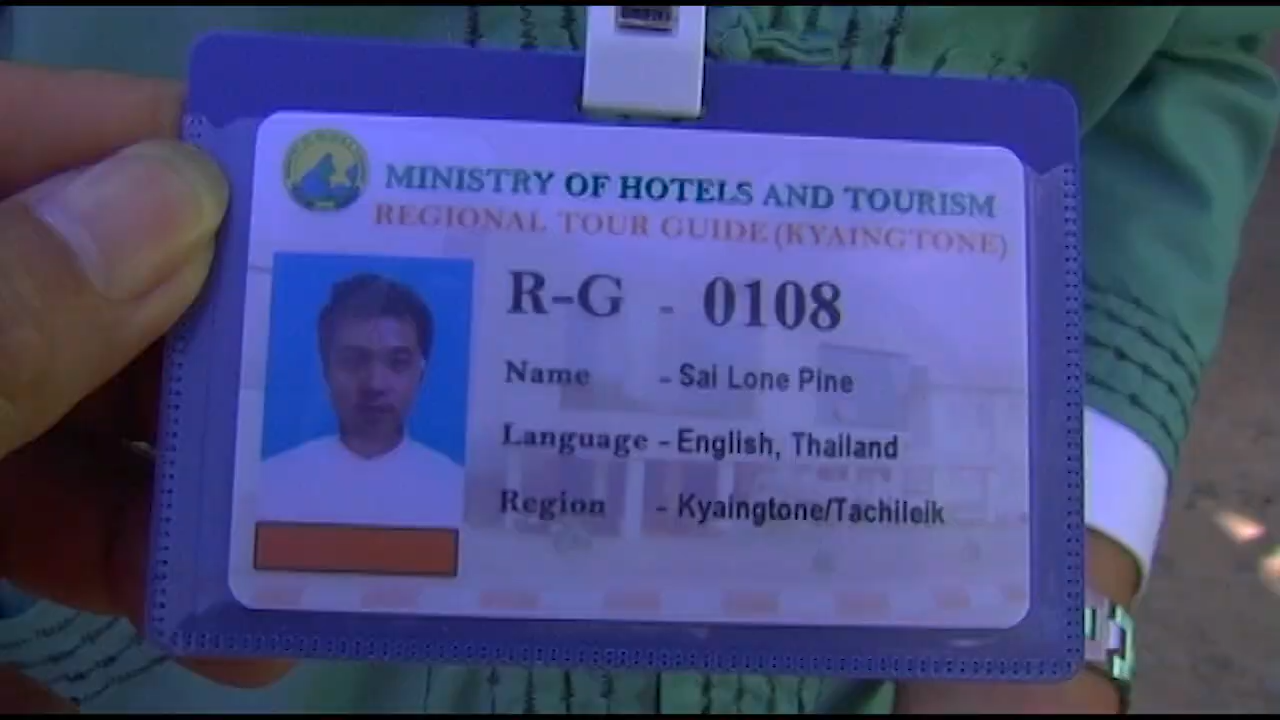 MINISTRY OF HOTELS AND TOURISM
REGIONAL TOUR GUIDE (KYAINGTONE)
R-G - 0108
Name - Sai Lone Pine
Language - English, Thailand
Region - Kyaingtone/Tachileik